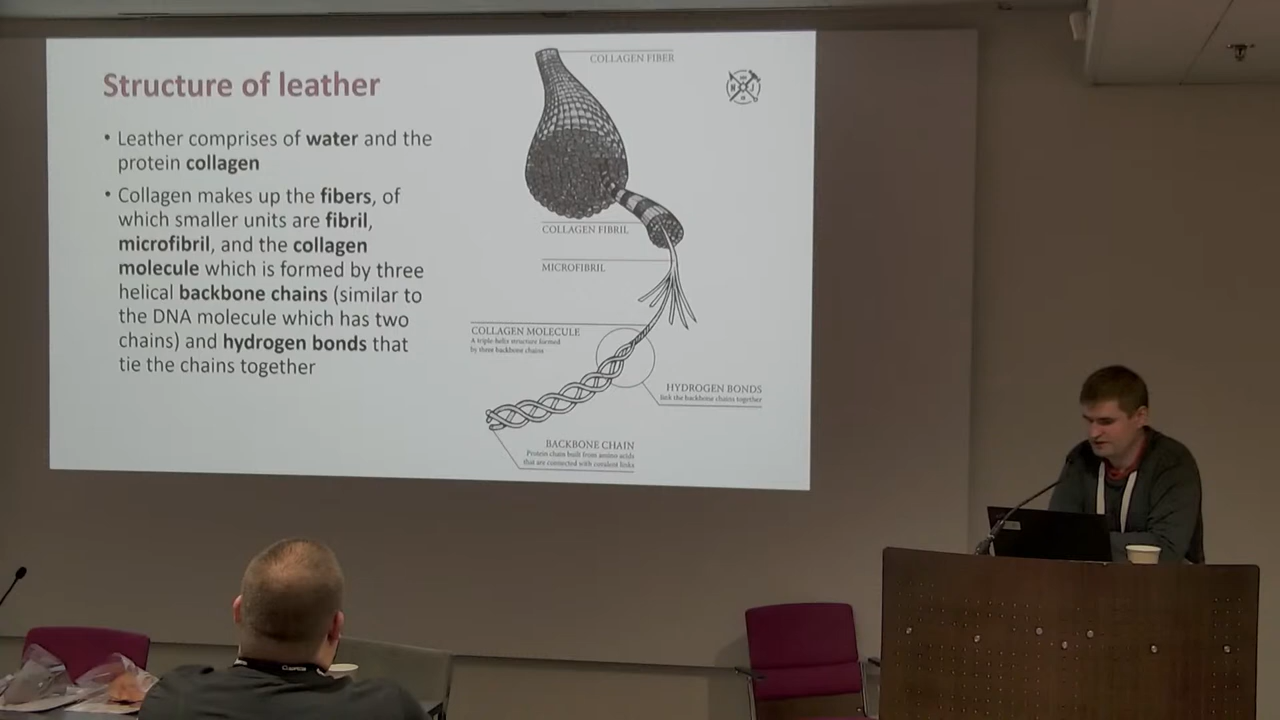 Structure of leather
• Leather comprises of water and the
protein collagen
• Collagen makes up the fibers, of
which smaller units are fibril,
microfibril, and the collagen
molecule which is formed by three
helical backbone chains (similar to
the DNA molecule which has two
chains) and hydrogen bonds that
tie the chains together
COLLAGEN FIBER
COLLAGEN FIBRIL
MICROFIBRIL
COLLAGEN MOLECULE
A triple-helix structure formed
by three backbone chains
HYDROGEN BONDS
link the backbone chains together
BACKBONE CHAIN
Protein chain built from amino acids
that are connected with covalent links